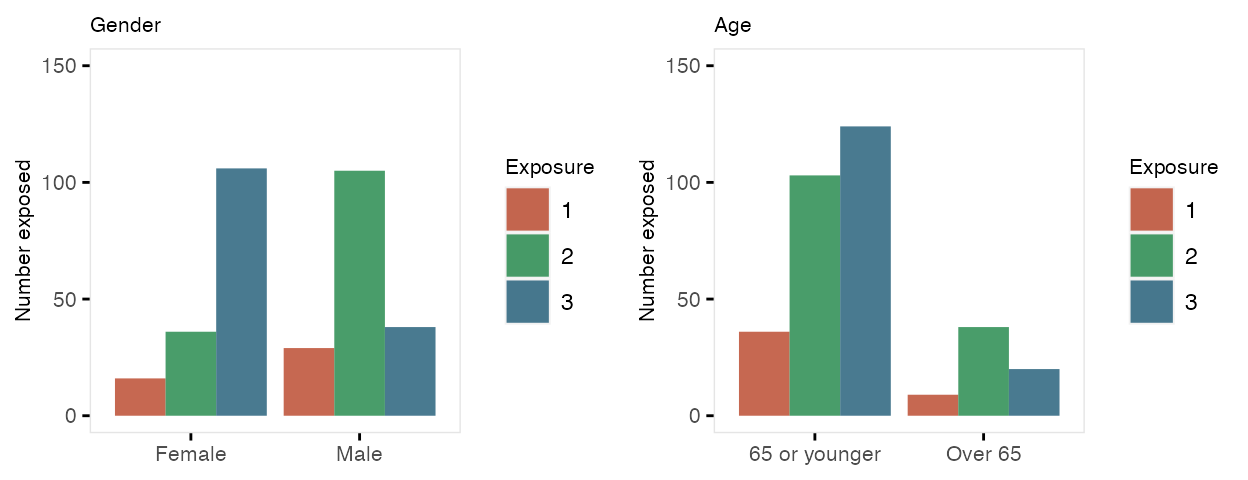 Gender
150
100
50
0
Number exposed
Female Male
Exposure
1
2
3
Age
150
100
50
0
Number exposed
65 or younger Over 65
Exposure
1
2
3